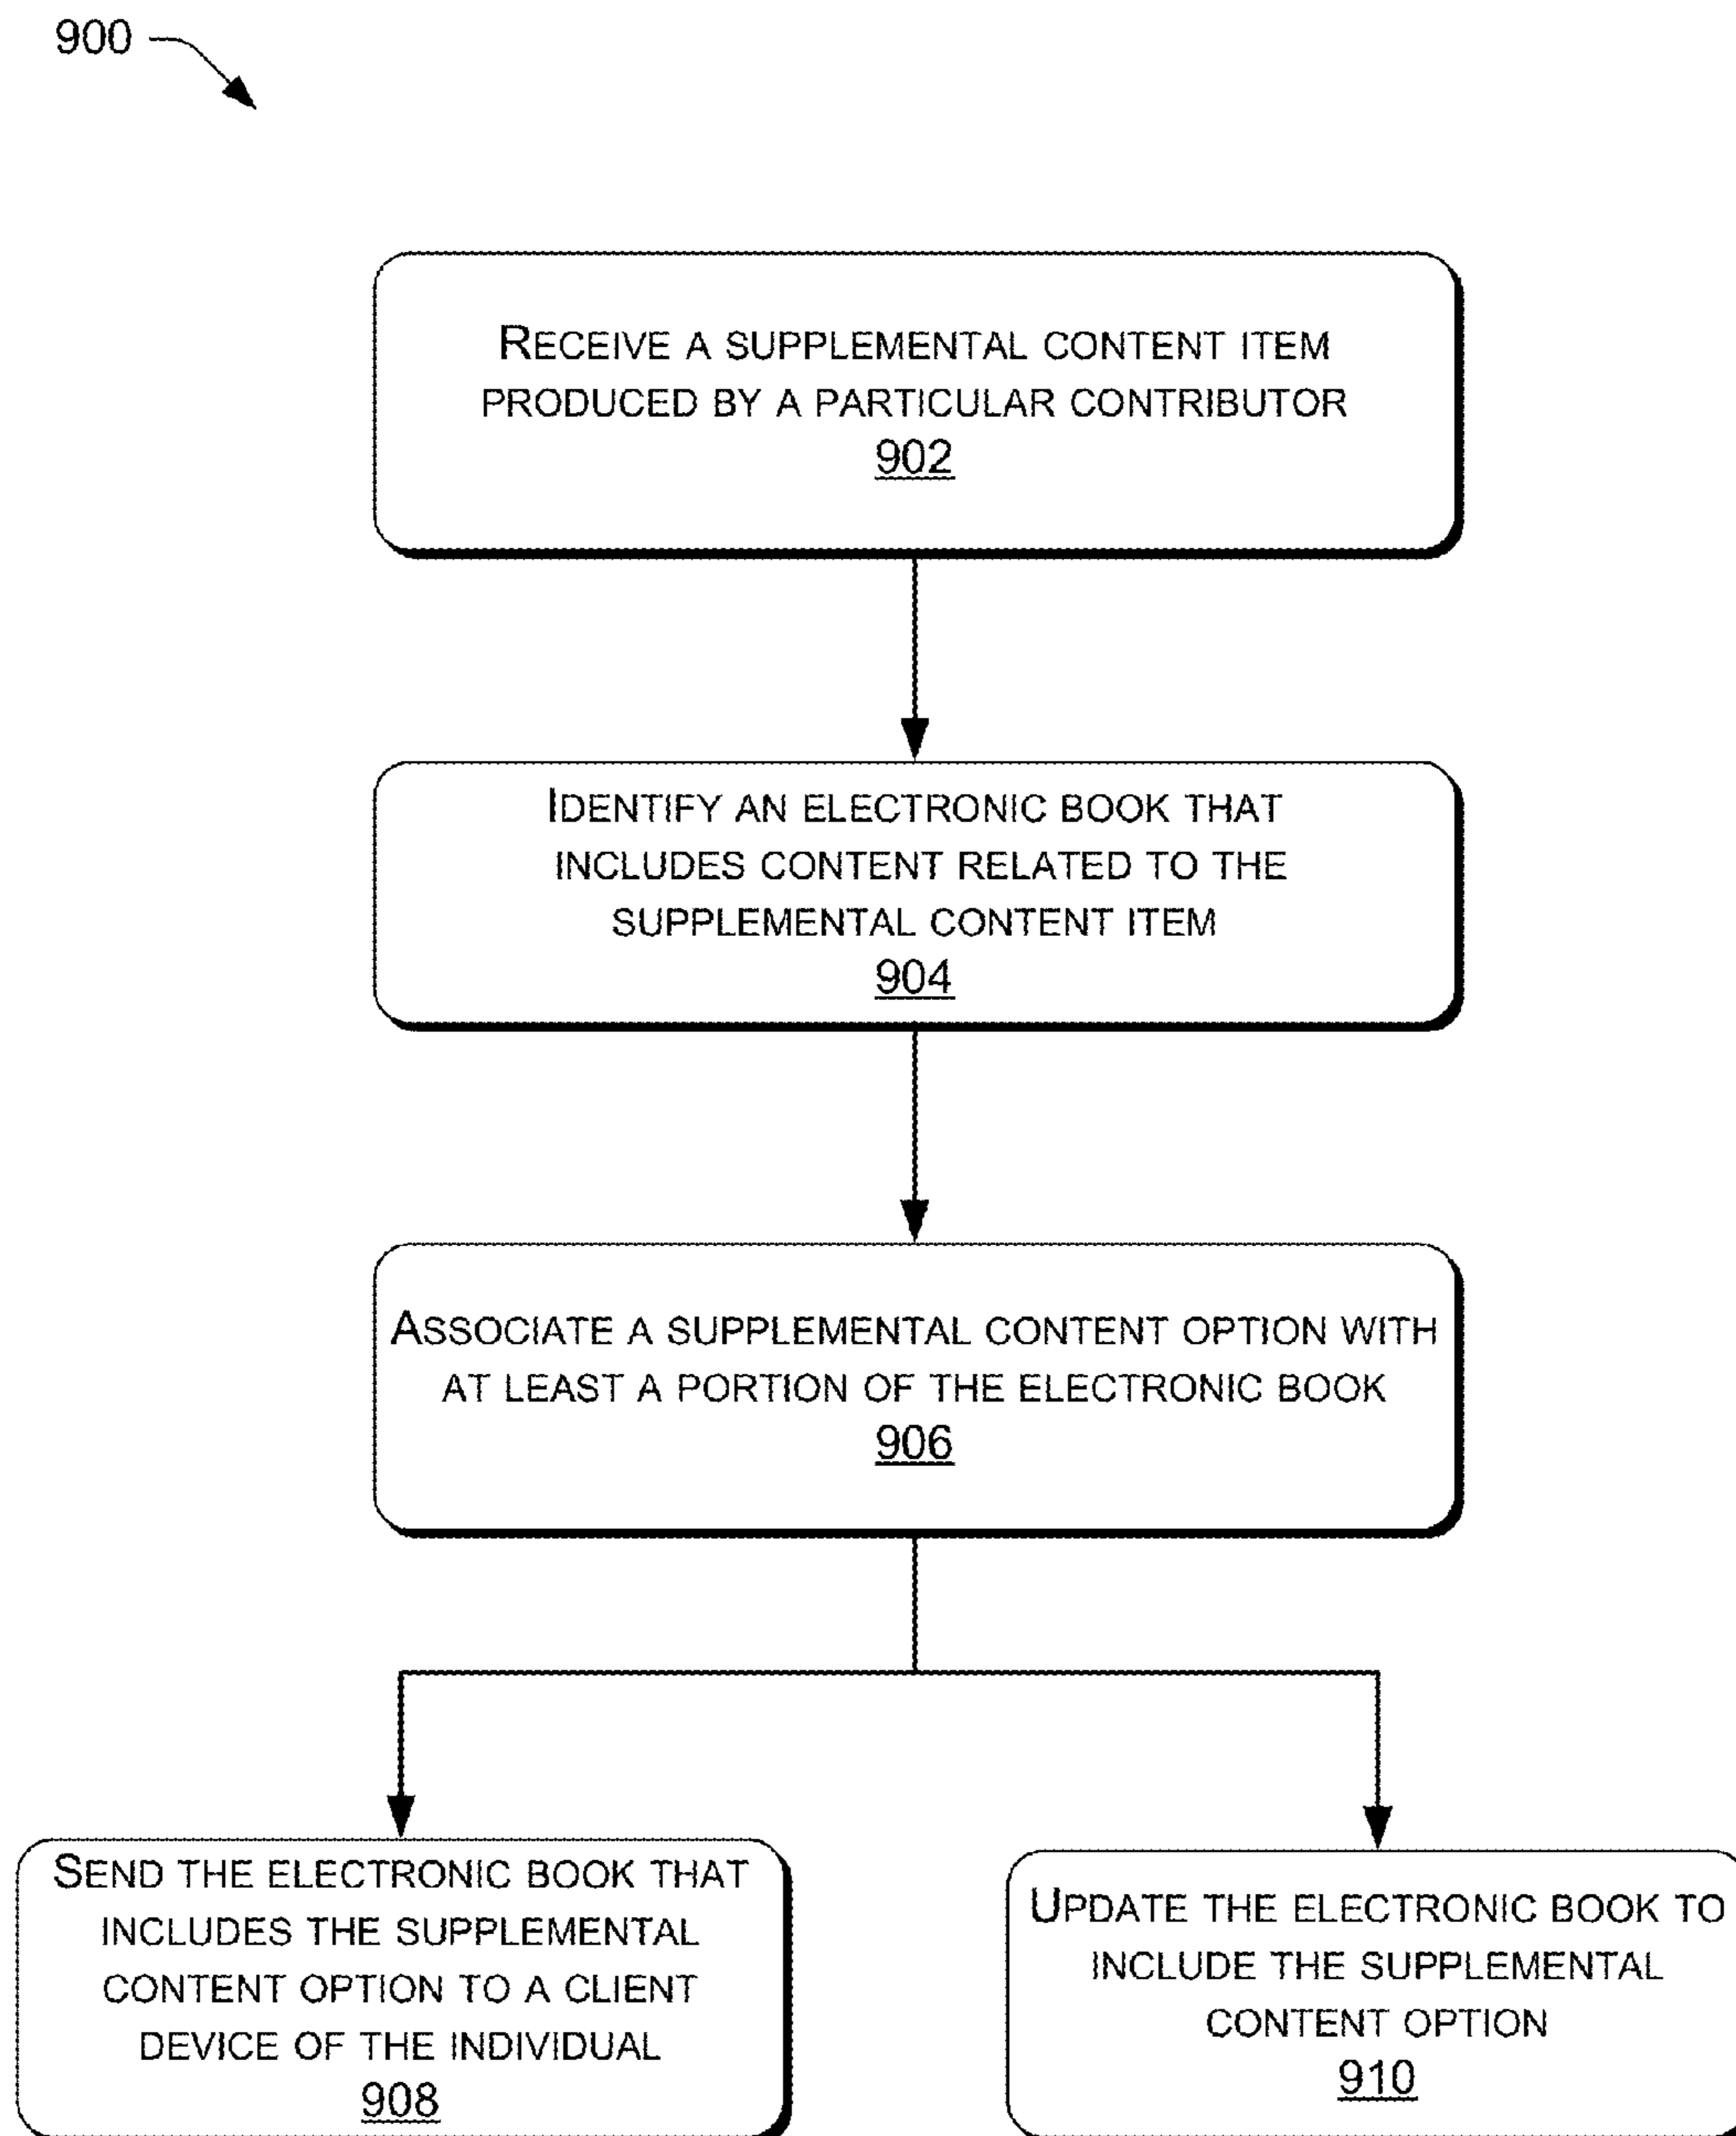 900
RECEIVE A SUPPLEMENTAL CONTENT ITEM
PRODUCED BY A PARTICULAR CONTRIBUTOR
902
IDENTIFY AN ELECTRONIC BOOK THAT
INCLUDES CONTENT RELATED TO THE
SUPPLEMENTAL CONTENT ITEM
904
ASSOCIATE A SUPPLEMENTAL CONTENT OPTION WITH
AT LEAST A PORTION OF THE ELECTRONIC BOOK
906
SEND THE ELECTRONIC BOOK THAT
INCLUDES THE SUPPLEMENTAL
CONTENT OPTION TO A CLIENT
DEVICE OF THE INDIVIDUAL
908
UPDATE THE ELECTRONIC BOOK TO
INCLUDE THE SUPPLEMENTAL
CONTENT OPTION
910